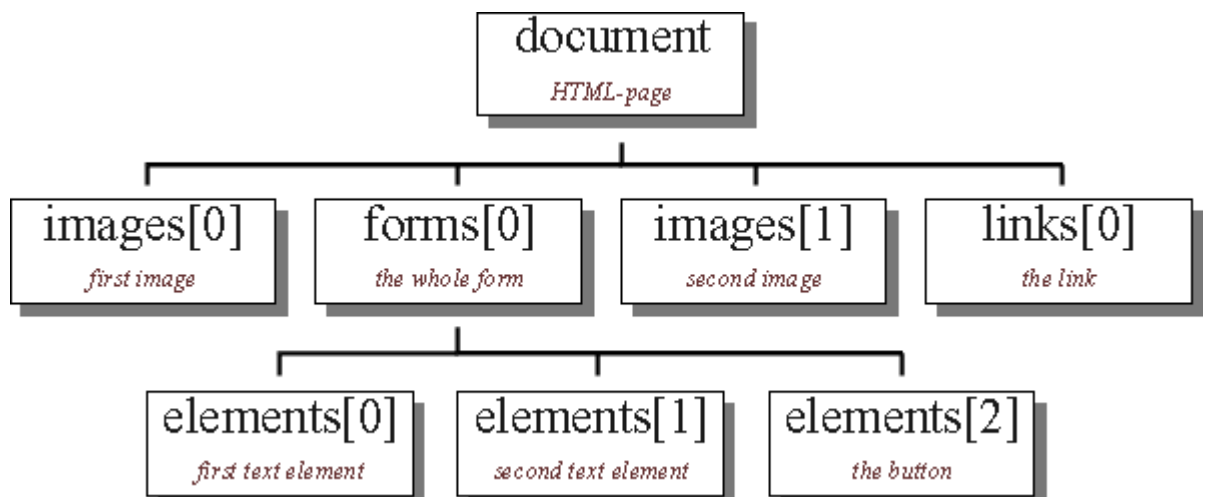 document
HTML-page
images[0]
first image
forms[0]
the whole form
images[1]
second image
links[0]
the link
elements[0]
first text element
elements[1]
second text element
elements[2]
the button